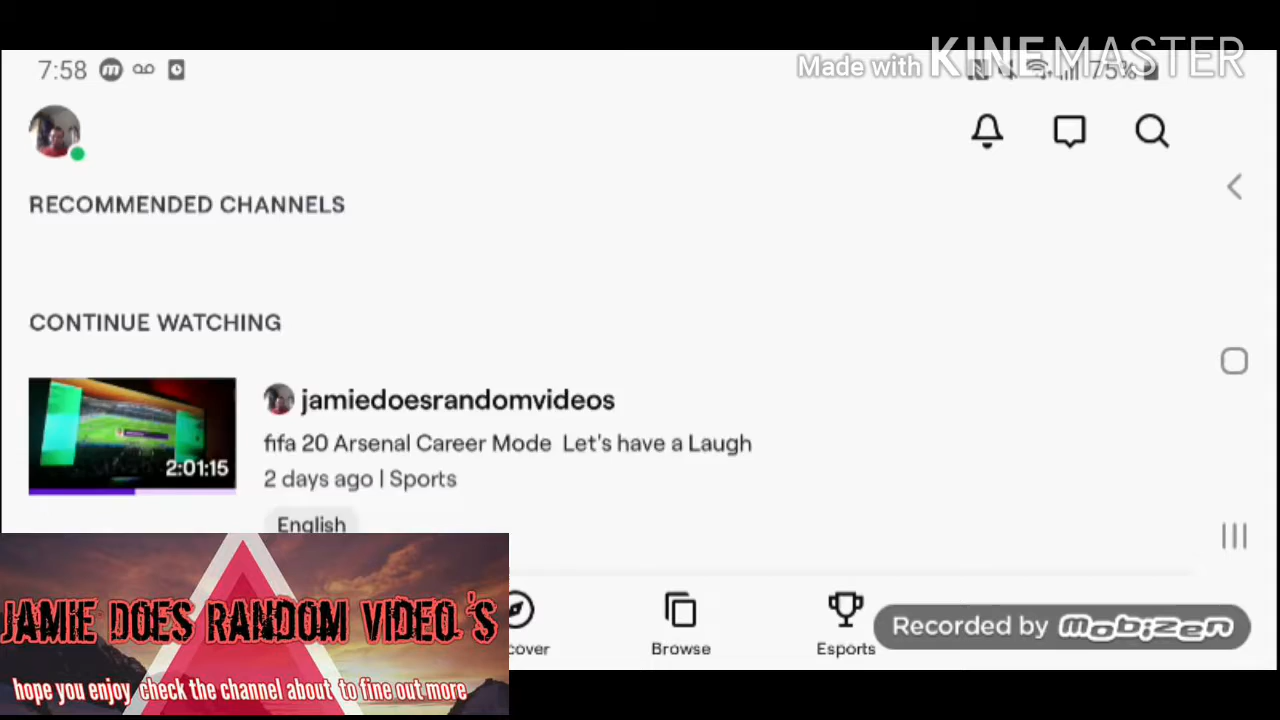 Made with KINEMASTER
7:58
75%
RECOMMENDED CHANNELS
CONTINUE WATCHING
2:01:15
jamiedoesrandomvideos
fifa 20 Arsenal Career Mode Let's have a Laugh
2 days ago | Sports
English
JAMIE DOES RANDOM VIDEO,'S
hope you enjoy check the channel about to fine out more
cover
Browse
Esports
Recorded by mobizen